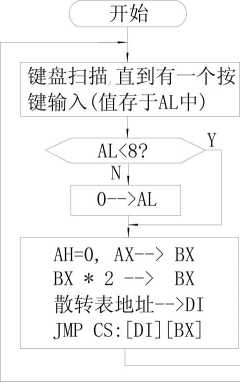 开始
键盘扫描 直到有一个按
键输入(值存于AL中)
AL<8?
Y
N
0-->AL
AH=0, AX--> BX
BX * 2 --> BX
散转表地址-->DI
JMP CS:[DI][BX]